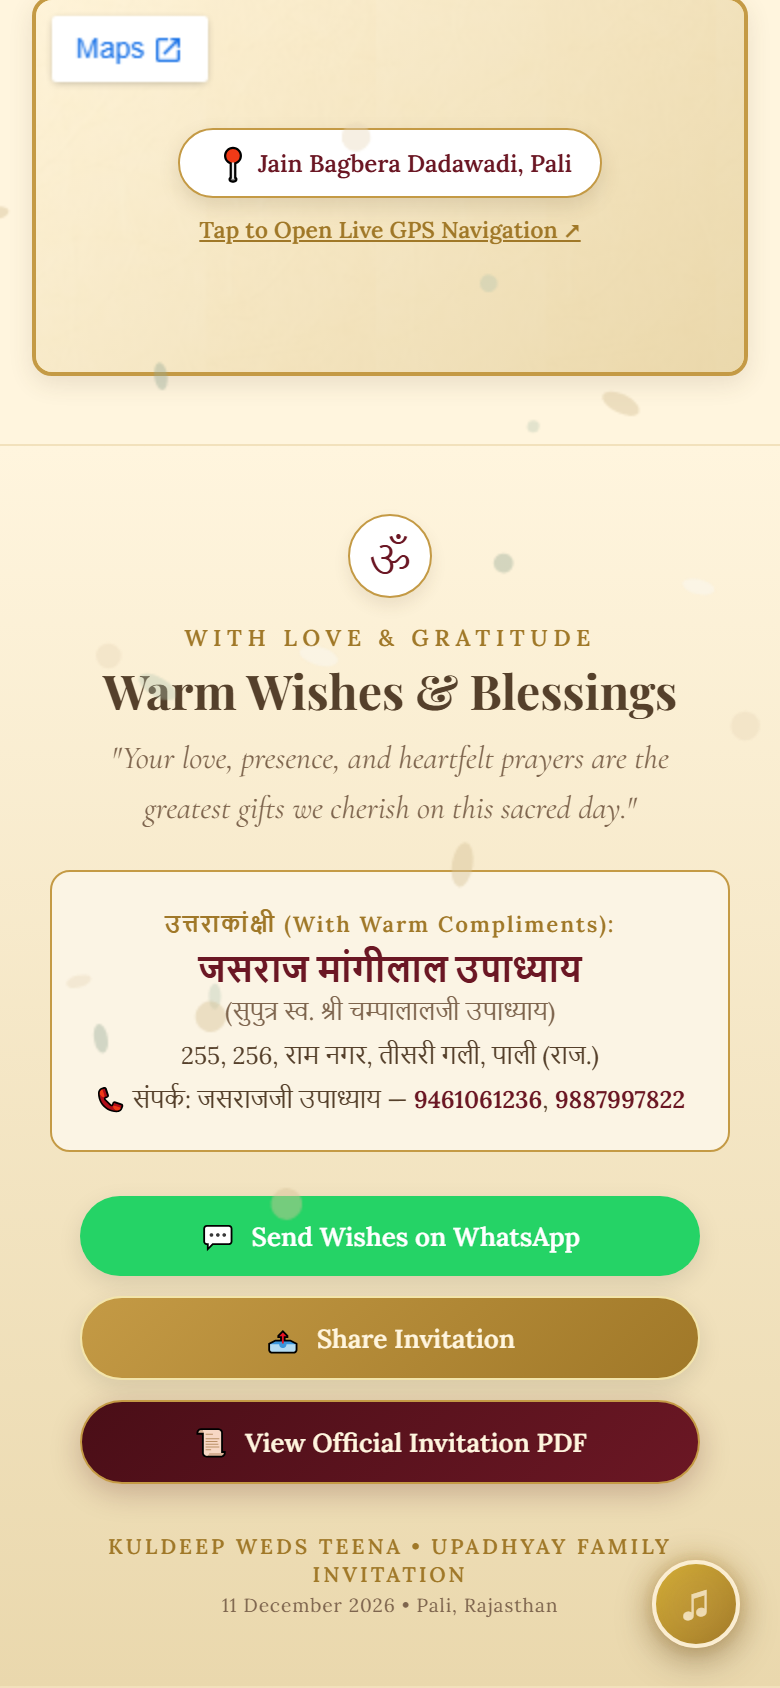 Maps
Jain Bagbera Dadawadi, Pali
Tap to Open Live GPS Navigation ↗
ॐ
WITH LOVE & GRATITUDE
Warm Wishes & Blessings
"Your love, presence, and heartfelt prayers are the
greatest gifts we cherish on this sacred day."
उत्तराकांक्षी (With Warm Compliments):
जसराज मांगीलाल उपाध्याय
(सुपुत्र स्व. श्री चम्पालालजी उपाध्याय)
255, 256, राम नगर, तीसरी गली, पाली (राज.)
संपर्क: जसराजजी उपाध्याय — 9461061236, 9887997822
Send Wishes on WhatsApp
Share Invitation
View Official Invitation PDF
KULDEEP WEDS TEENA • UPADHYAY FAMILY
INVITATION
11 December 2026 • Pali, Rajasthan